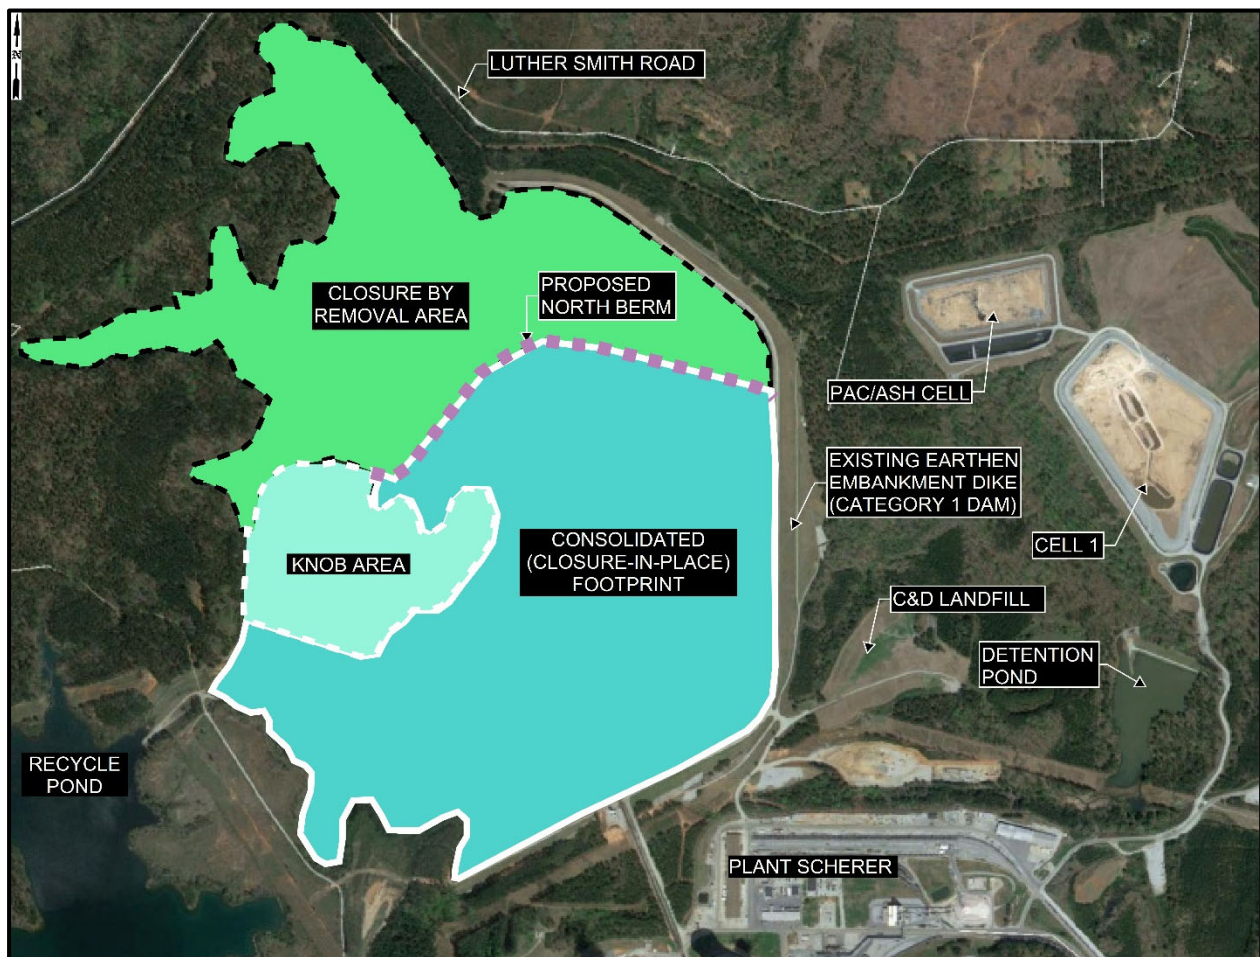 N
LUTHER SMITH ROAD
CLOSURE BY
REMOVAL AREA
PROPOSED
NORTH BERM
PAC/ASH CELL
EXISTING EARTHEN
EMBANKMENT DIKE
(CATEGORY 1 DAM)
CELL 1
KNOB AREA
CONSOLIDATED
(CLOSURE-IN-PLACE)
FOOTPRINT
C&D LANDFILL
DETENTION
POND
RECYCLE
POND
PLANT SCHERER